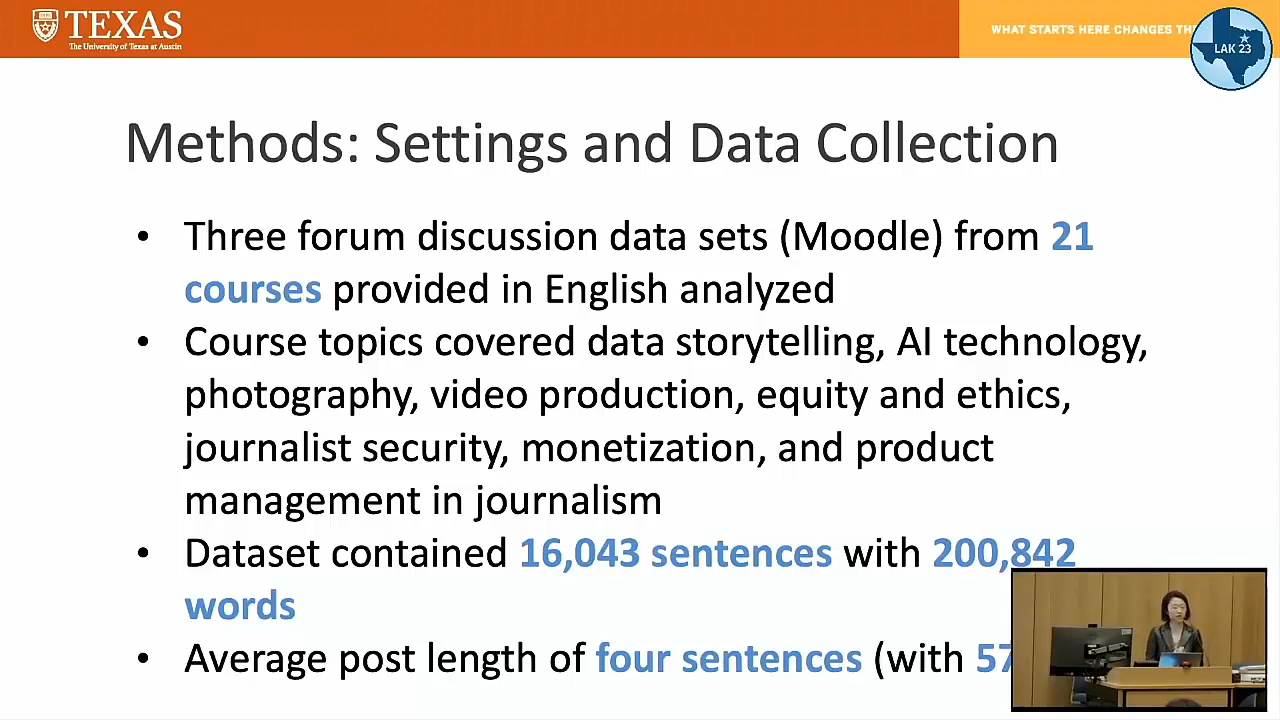 TEXAS
The University of Texas at Austin
WHAT STARTS HERE CHANGES
LAK 23
Methods: Settings and Data Collection
• Three forum discussion data sets (Moodle) from 21
courses provided in English analyzed
• Course topics covered data storytelling, AI technology,
photography, video production, equity and ethics,
journalist security, monetization, and product
management in journalism
• Dataset contained 16,043 sentences with 200,842
words
• Average post length of four sentences (with 57